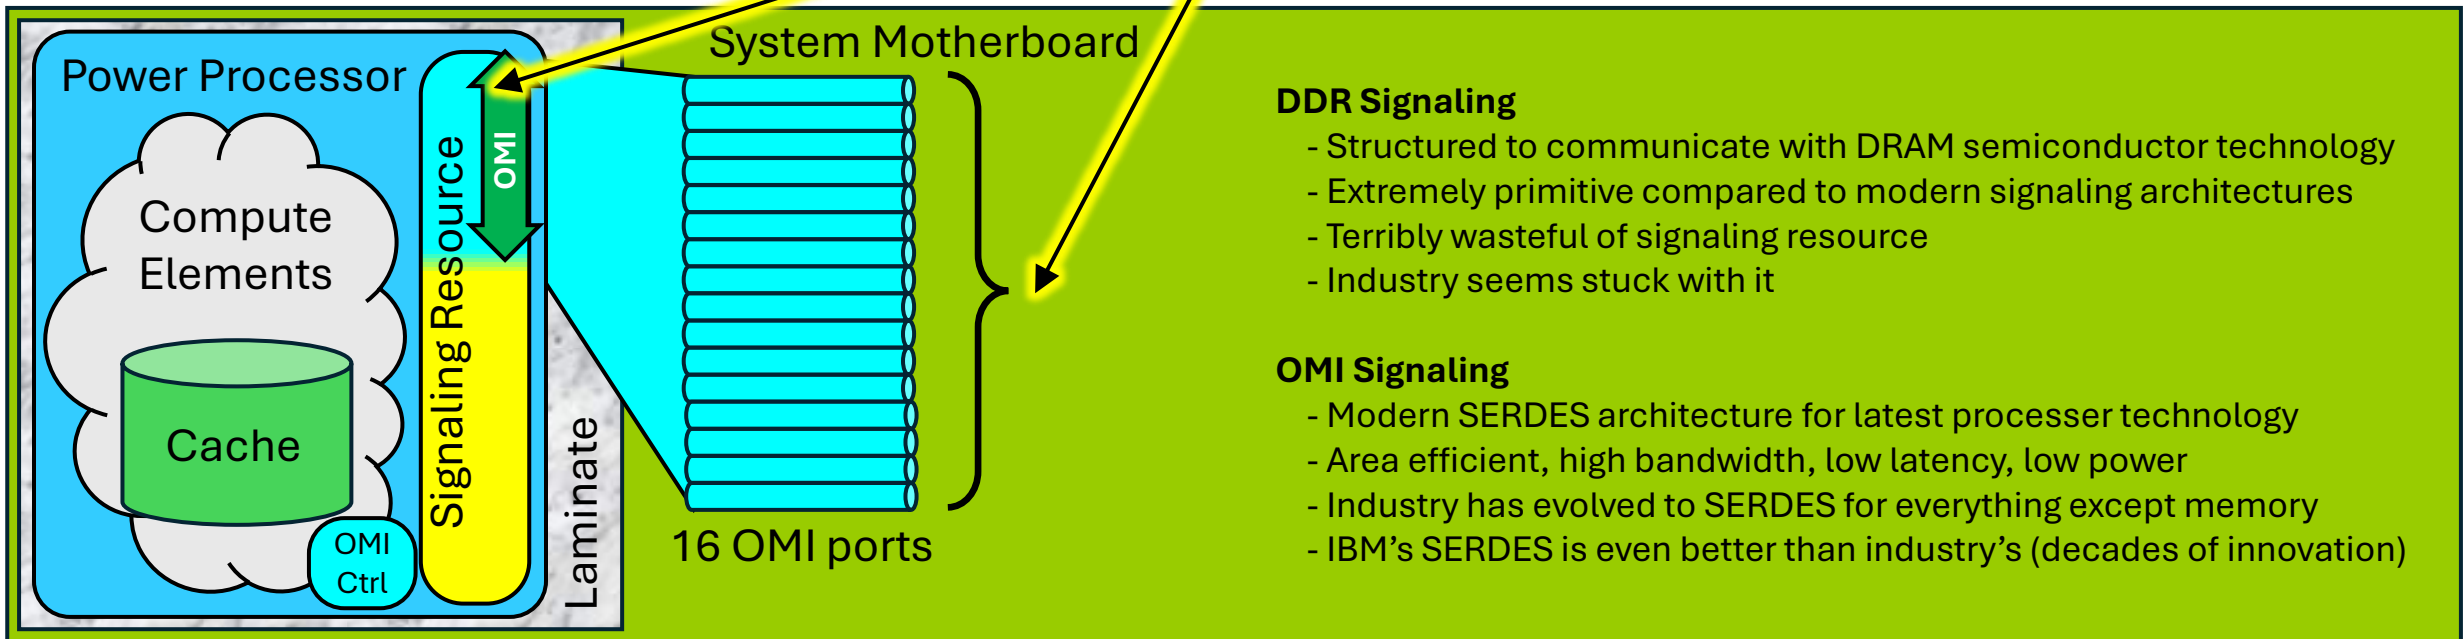 System Motherboard
Power Processor
OMI
Signaling Resource
Compute
Elements
Cache
OMI
Ctrl
Laminate
16 OMI ports
DDR Signaling
- Structured to communicate with DRAM semiconductor technology
- Extremely primitive compared to modern signaling architectures
- Terribly wasteful of signaling resource
- Industry seems stuck with it
OMI Signaling
- Modern SERDES architecture for latest processer technology
- Area efficient, high bandwidth, low latency, low power
- Industry has evolved to SERDES for everything except memory
- IBM’s SERDES is even better than industry’s (decades of innovation)